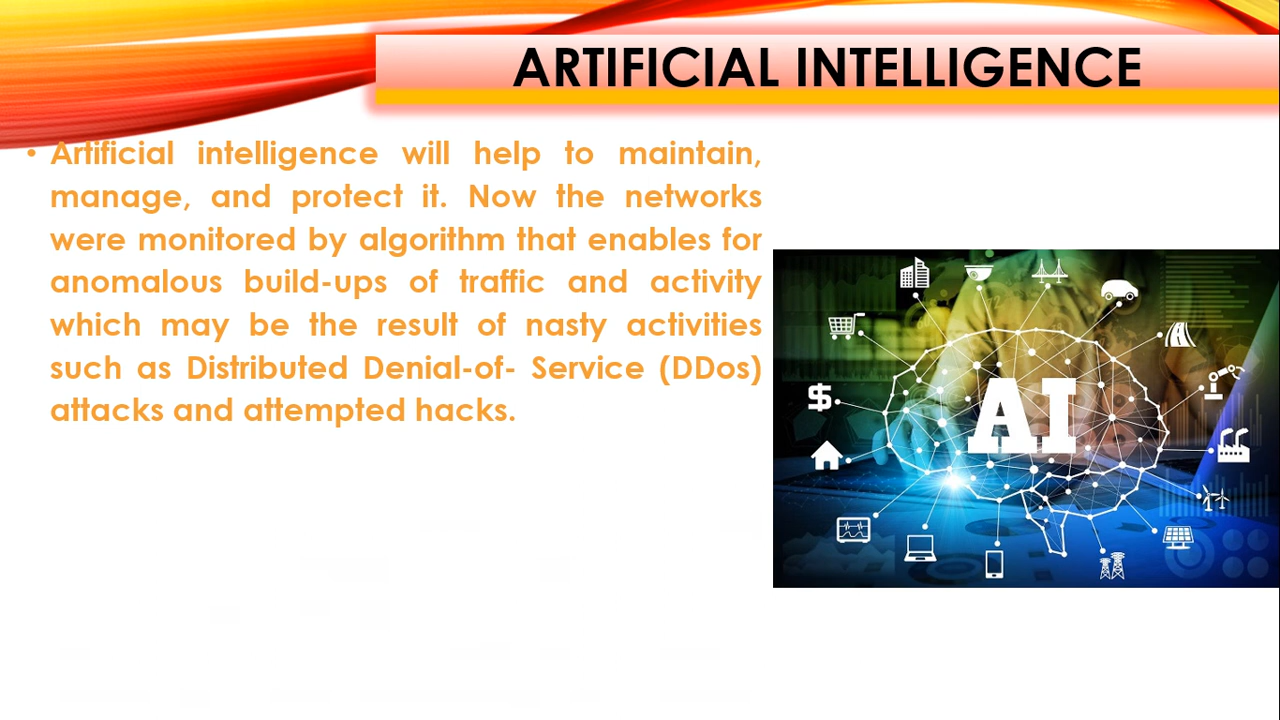 ARTIFICIAL INTELLIGENCE
• Artificial intelligence will help to maintain,
manage, and protect it. Now the networks
were monitored by algorithm that enables for
anomalous build-ups of traffic and activity
which may be the result of nasty activities
such as Distributed Denial-of- Service (DDos)
attacks and attempted hacks.
AI
$